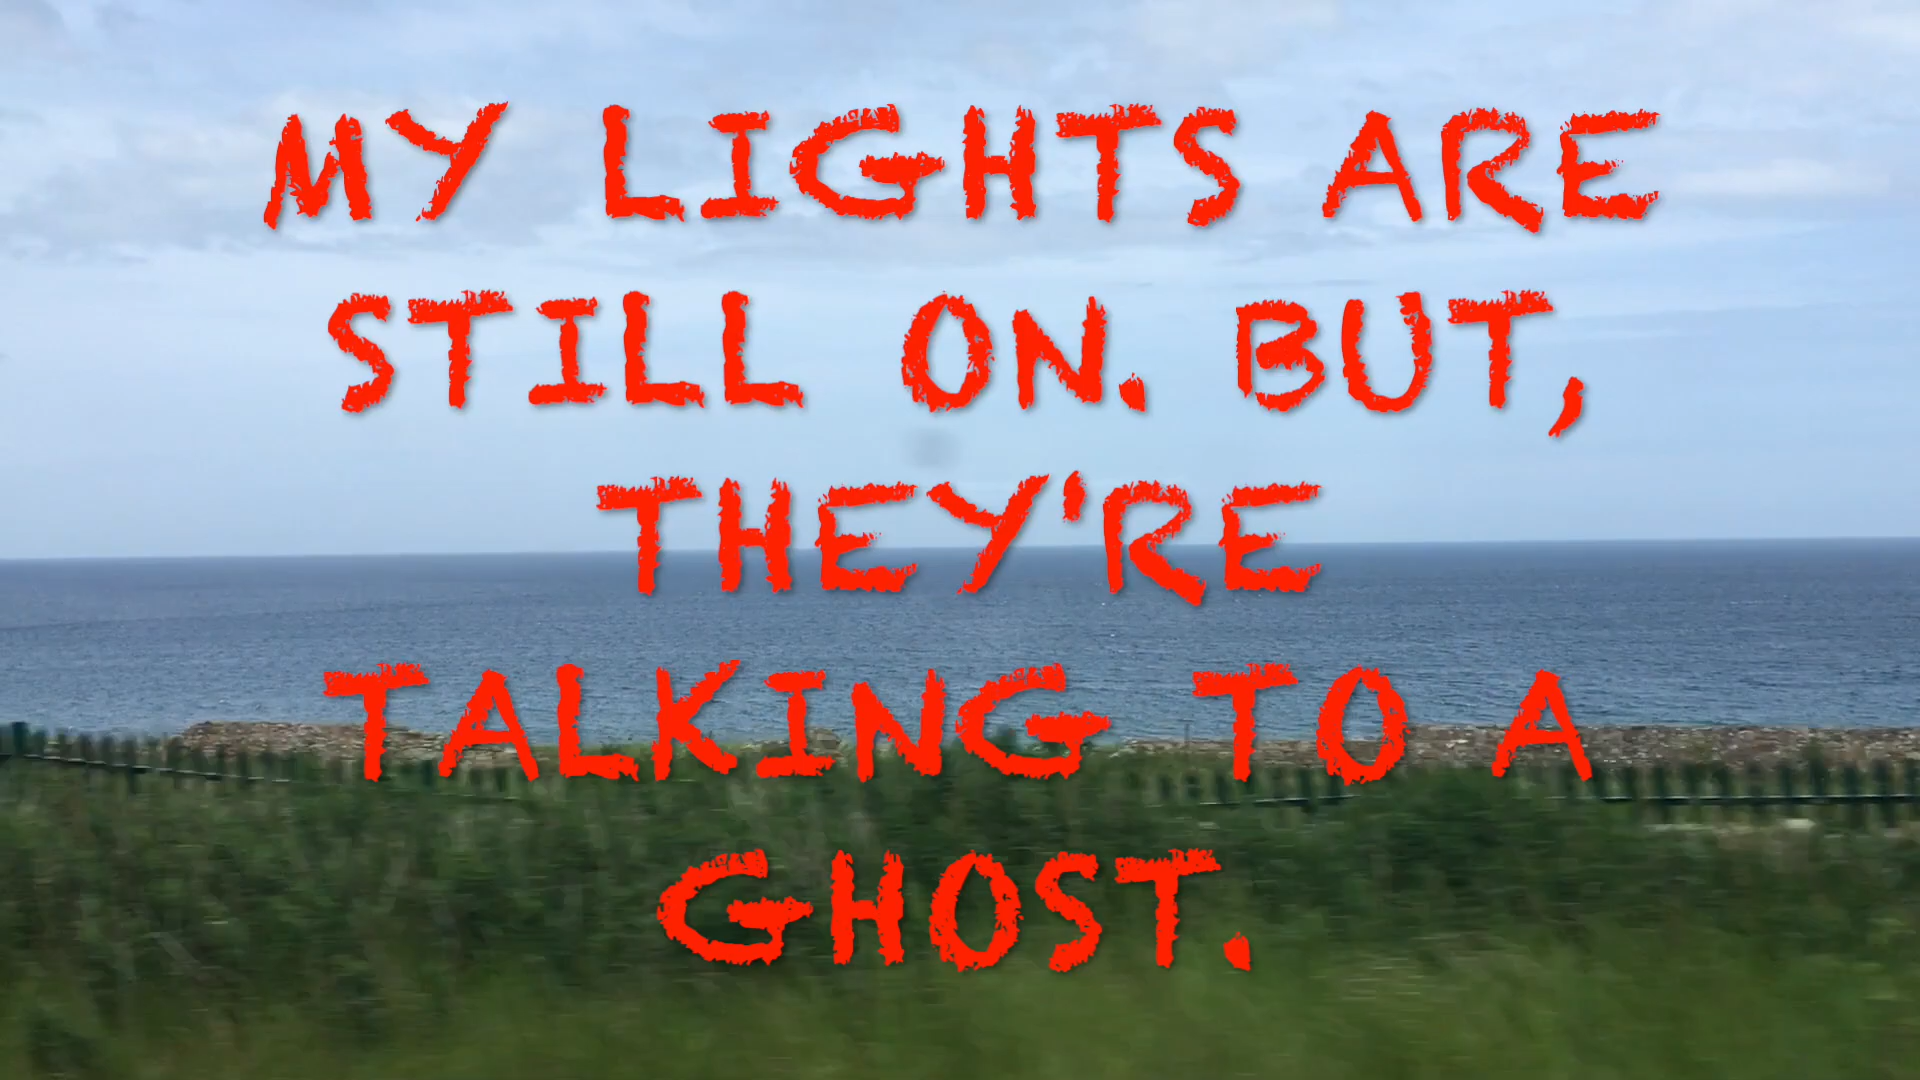 MY LIGHTS ARE
STILL ON. BUT,
THEY'RE
TALKING TO A
GHOST.